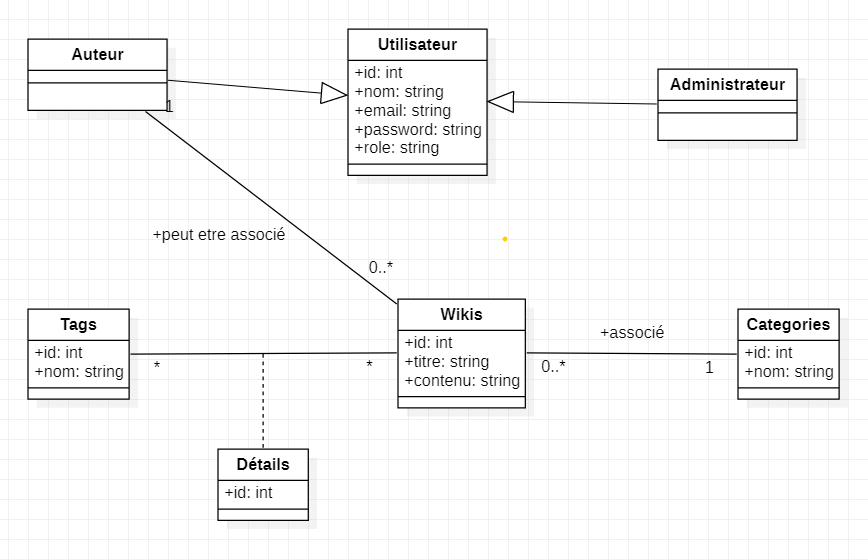 Auteur
1
Utilisateur
+id: int
+nom: string
+email: string
+password: string
+role: string
Administrateur
+peut etre associé
0..*
Tags
+id: int
+nom: string
*
*
Wikis
+id: int
+titre: string
+contenu: string
+associé
0..*
1
Categories
+id: int
+nom: string
Détails
+id: int